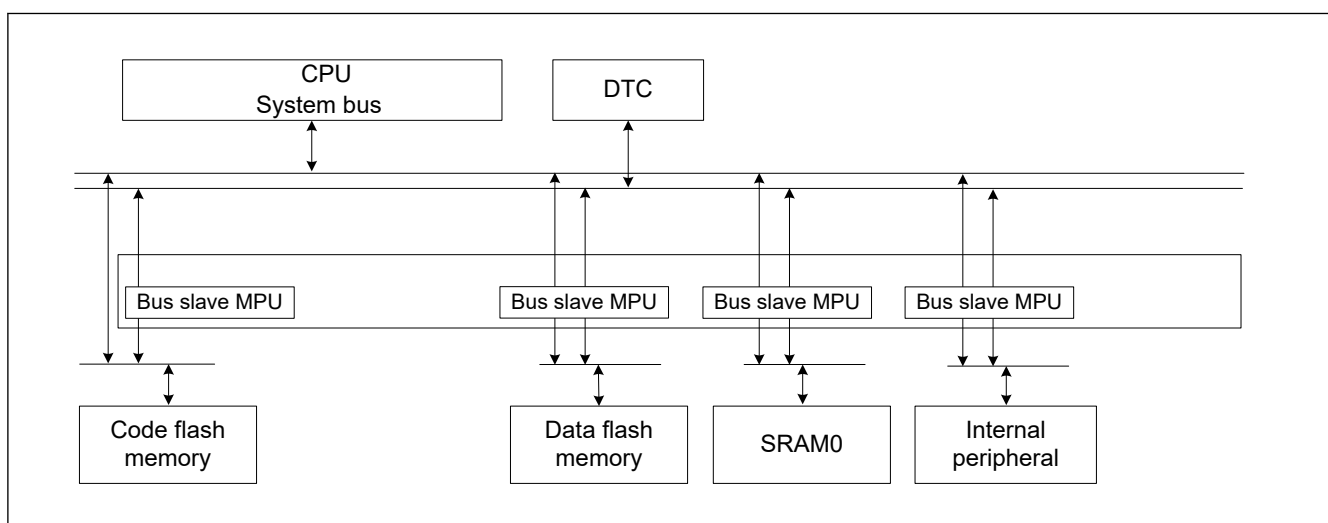 CPU
System bus
DTC
Bus slave MPU
Bus slave MPU
Bus slave MPU
Bus slave MPU
Code flash
memory
Data flash
memory
SRAM0
Internal
peripheral